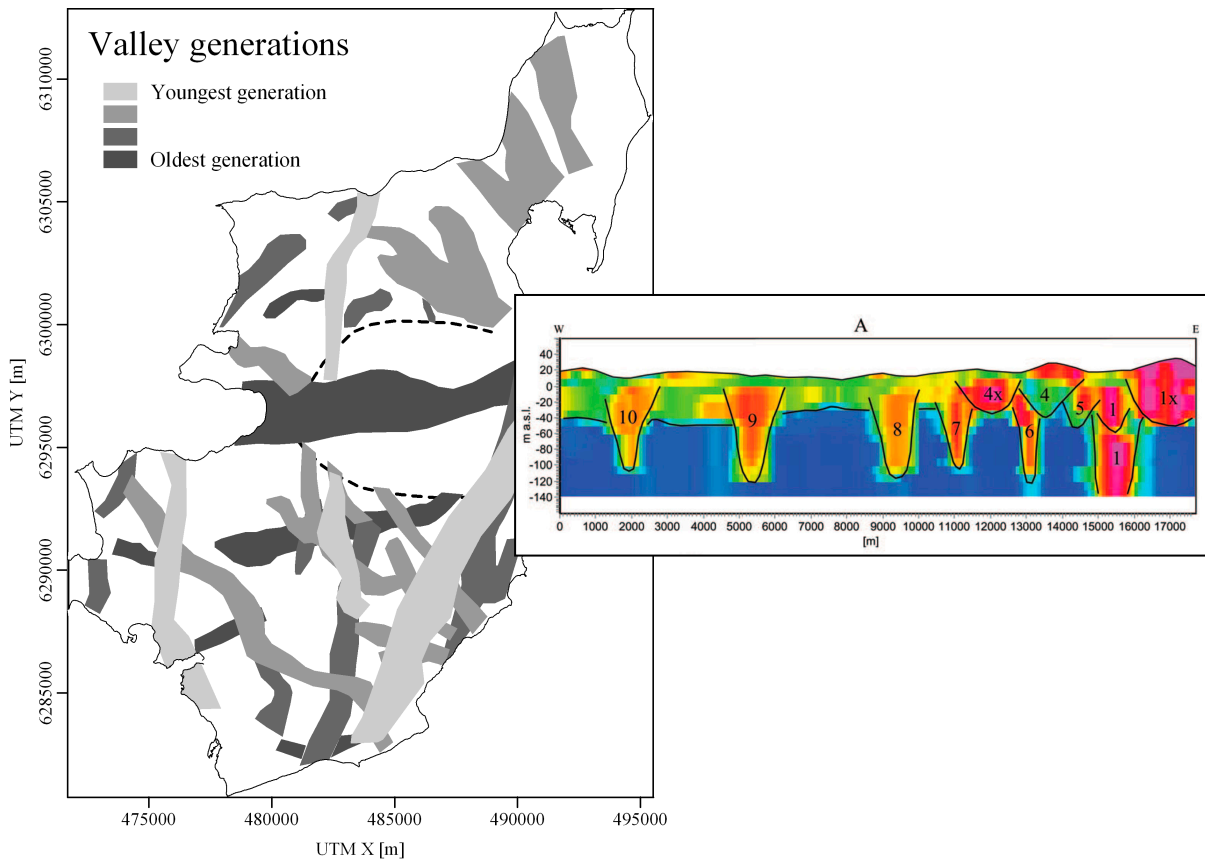 Valley generations
Youngest generation
Oldest generation
6310000
6305000
6300000
6295000
6290000
6285000
UTM Y [m]
475000 480000 485000 490000 495000
UTM X [m]
W A E
40
20
0
-20
-40
-60
-80
-100
-120
-140
m a.s.l.
10 9 8 7 4x 6 4 5 1 1 1x
0 1000 2000 3000 4000 5000 6000 7000 8000 9000 10000 11000 12000 13000 14000 15000 16000 17000
[m]